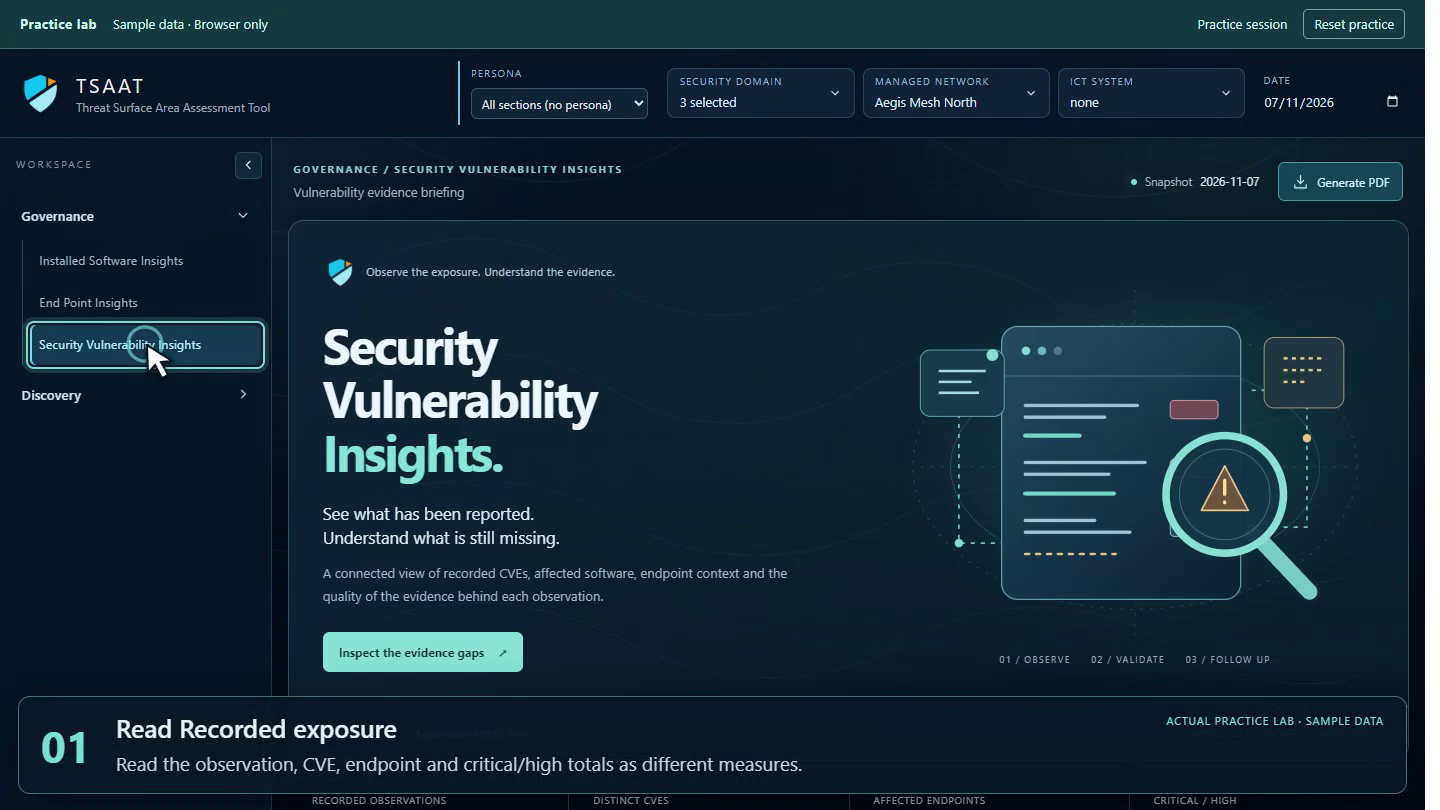 Practice lab
Sample data · Browser only
Practice session
Reset practice
TSAAT
Threat Surface Area Assessment Tool
PERSONA
All sections (no persona)
SECURITY DOMAIN
3 selected
MANAGED NETWORK
Aegis Mesh North
ICT SYSTEM
none
DATE
07/11/2026
WORKSPACE
Governance
Installed Software Insights
End Point Insights
Security Vulnerability Insights
Discovery
GOVERNANCE / SECURITY VULNERABILITY INSIGHTS
Vulnerability evidence briefing
Snapshot 2026-11-07
Generate PDF
Observe the exposure. Understand the evidence.
Security
Vulnerability
Insights.
See what has been reported.
Understand what is still missing.
A connected view of recorded CVEs, affected software, endpoint context and the
quality of the evidence behind each observation.
Inspect the evidence gaps ↗
01 / OBSERVE
02 / VALIDATE
03 / FOLLOW UP
01
Read Recorded exposure
Read the observation, CVE, endpoint and critical/high totals as different measures.
ACTUAL PRACTICE LAB · SAMPLE DATA
RECORDED OBSERVATIONS
DISTINCT CVES
AFFECTED ENDPOINTS
CRITICAL / HIGH